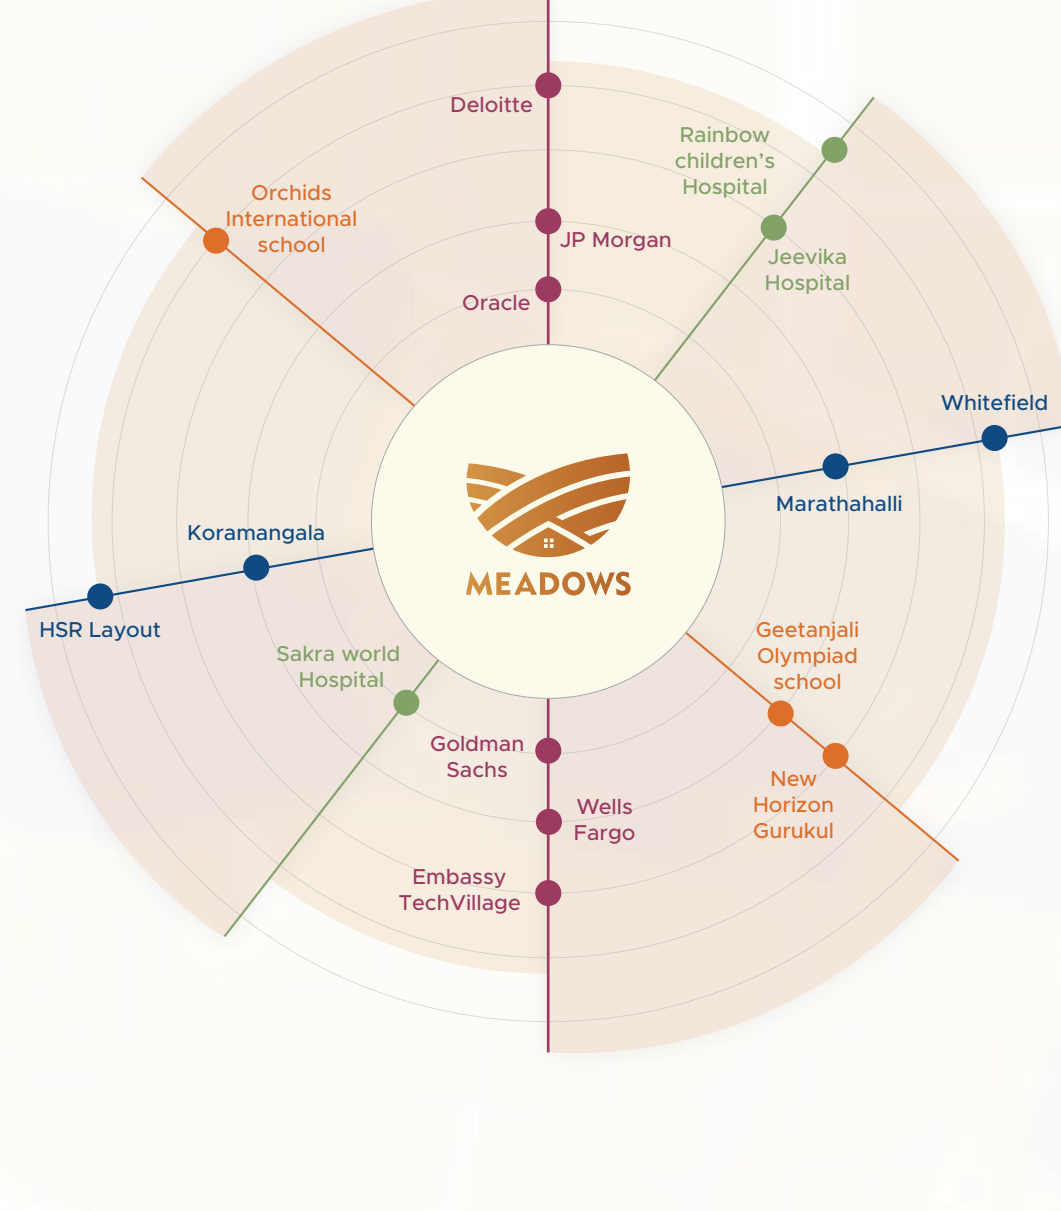 Deloitte
Rainbow
children's
Hospital
Orchids
International
school
JP Morgan
Jeevika
Hospital
Oracle
Whitefield
Marathahalli
Koramangala
MEADOWS
HSR Layout
Geetanjali
Olympiad
school
Sakra world
Hospital
Goldman
Sachs
New
Horizon
Gurukul
Wells
Fargo
Embassy
TechVillage